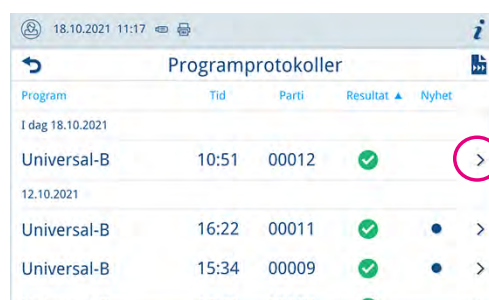 18.10.2021 11:17 i
Programprotokoller
Program Tid Parti Resultat ▲ Nyhet
I dag 18.10.2021
Universal-B 10:51 00012
12.10.2021
Universal-B 16:22 00011
Universal-B 15:34 00009